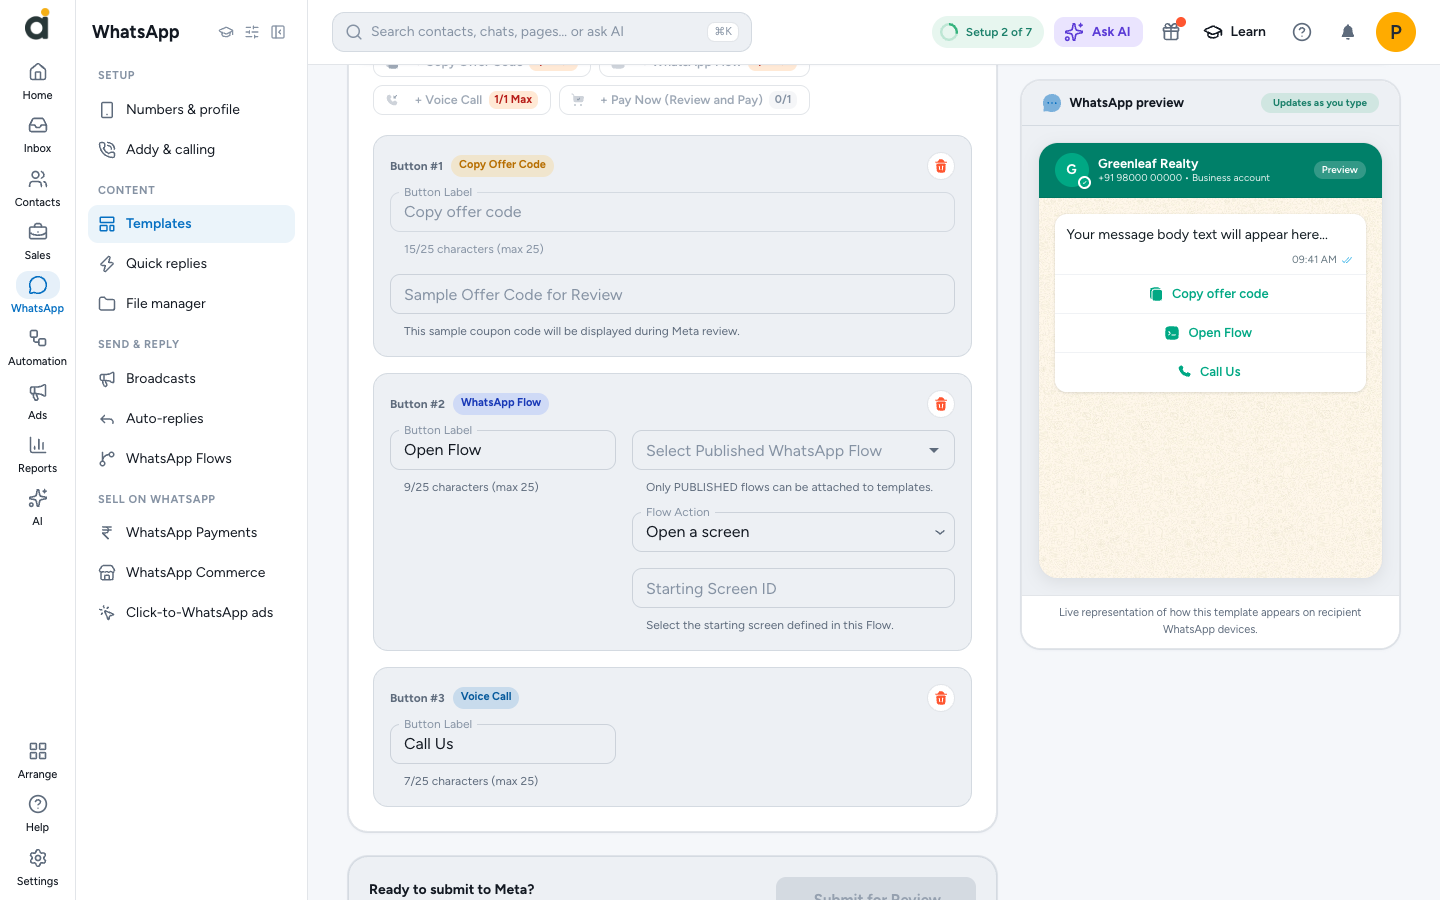 WhatsApp
Search contacts, chats, pages... or ask AI
⌘K
Setup 2 of 7
Ask AI
Learn
P
Home
Inbox
Contacts
Sales
WhatsApp
Automation
Ads
Reports
AI
Arrange
Help
Settings
SETUP
Numbers & profile
Addy & calling
CONTENT
Templates
Quick replies
File manager
SEND & REPLY
Broadcasts
Auto-replies
WhatsApp Flows
SELL ON WHATSAPP
WhatsApp Payments
WhatsApp Commerce
Click-to-WhatsApp ads
+ Copy Offer Code
+ WhatsApp Flow
+ Voice Call 1/1 Max
+ Pay Now (Review and Pay) 0/1
Button #1 Copy Offer Code
Button Label
Copy offer code
15/25 characters (max 25)
Sample Offer Code for Review
This sample coupon code will be displayed during Meta review.
Button #2 WhatsApp Flow
Button Label
Open Flow
9/25 characters (max 25)
Select Published WhatsApp Flow
Only PUBLISHED flows can be attached to templates.
Flow Action
Open a screen
Starting Screen ID
Select the starting screen defined in this Flow.
Button #3 Voice Call
Button Label
Call Us
7/25 characters (max 25)
Ready to submit to Meta?
Submit for Review
WhatsApp preview
Updates as you type
G
Greenleaf Realty
+91 98000 00000 • Business account
Preview
Your message body text will appear here...
09:41 AM
Copy offer code
Open Flow
Call Us
Live representation of how this template appears on recipient
WhatsApp devices.